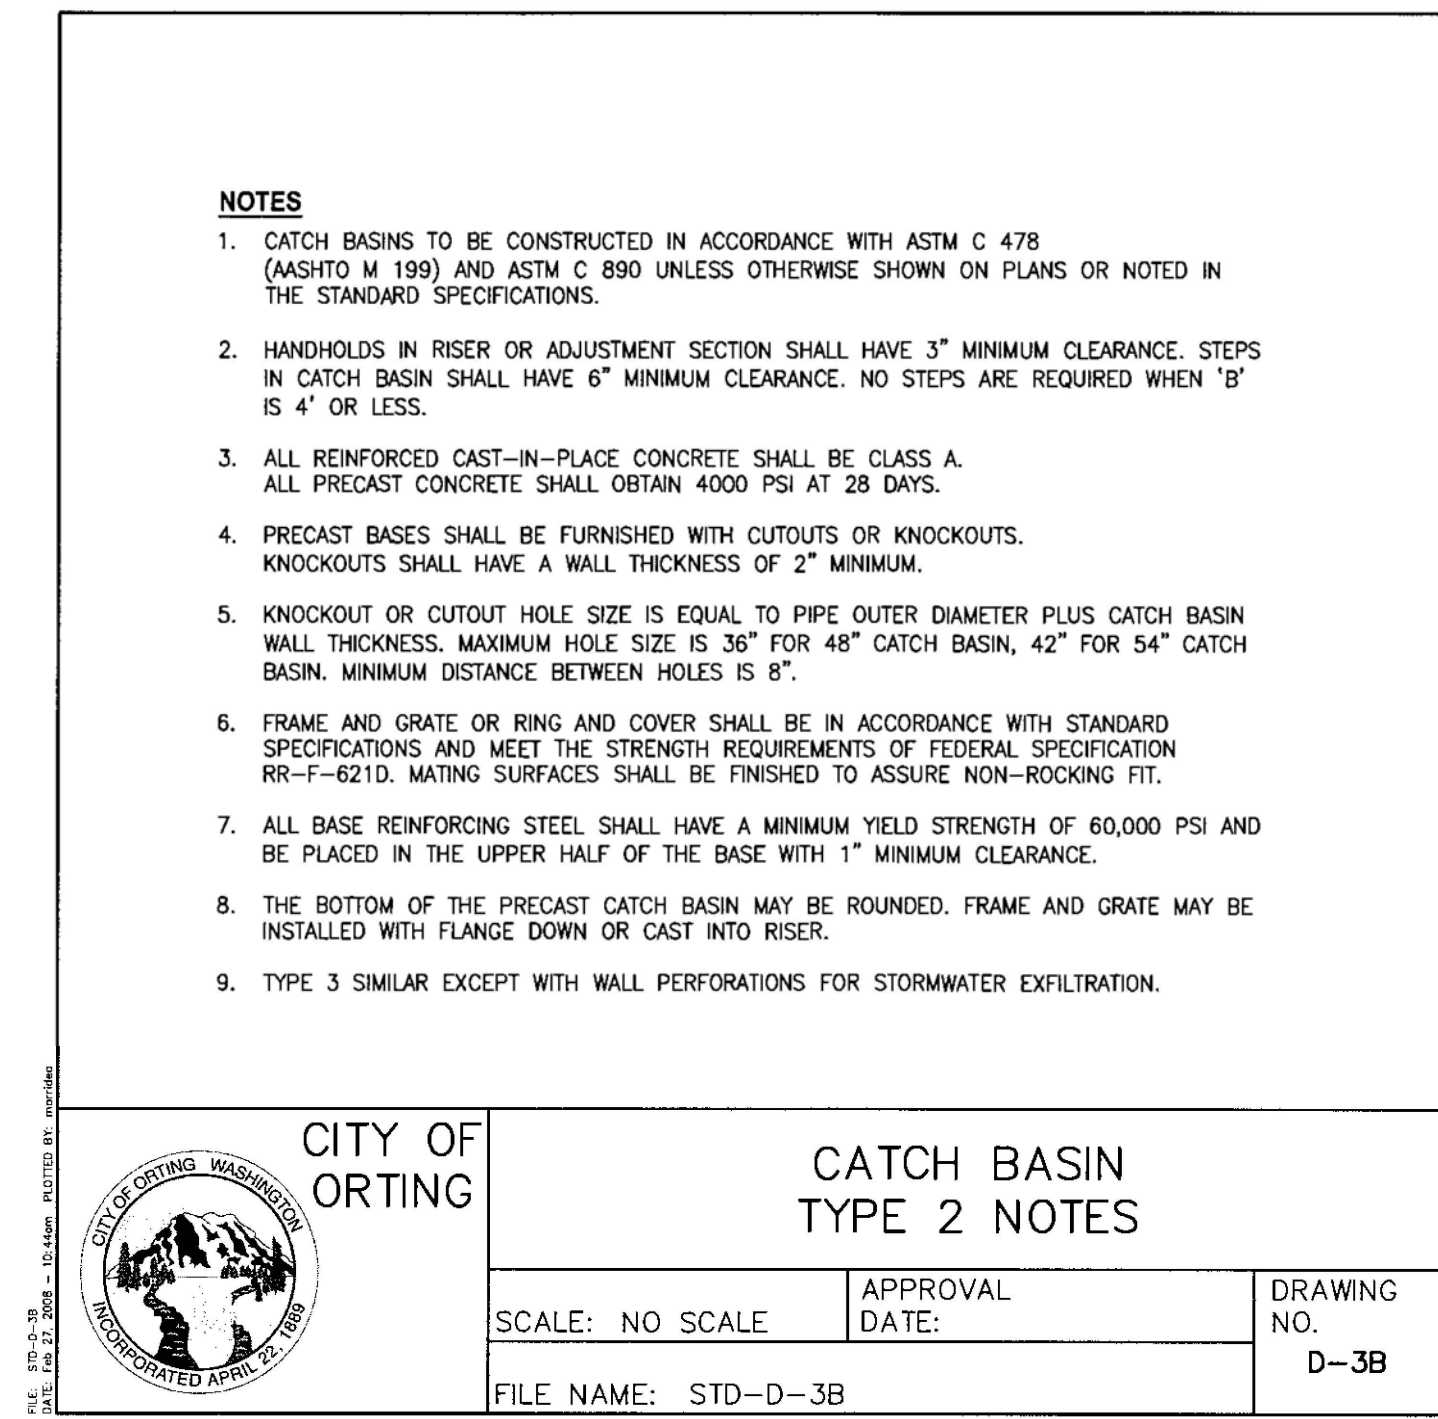 NOTES
1. CATCH BASINS TO BE CONSTRUCTED IN ACCORDANCE WITH ASTM C 478
(AASHTO M 199) AND ASTM C 890 UNLESS OTHERWISE SHOWN ON PLANS OR NOTED IN
THE STANDARD SPECIFICATIONS.
2. HANDHOLDS IN RISER OR ADJUSTMENT SECTION SHALL HAVE 3" MINIMUM CLEARANCE. STEPS
IN CATCH BASIN SHALL HAVE 6" MINIMUM CLEARANCE. NO STEPS ARE REQUIRED WHEN 'B'
IS 4' OR LESS.
3. ALL REINFORCED CAST-IN-PLACE CONCRETE SHALL BE CLASS A.
ALL PRECAST CONCRETE SHALL OBTAIN 4000 PSI AT 28 DAYS.
4. PRECAST BASES SHALL BE FURNISHED WITH CUTOUTS OR KNOCKOUTS.
KNOCKOUTS SHALL HAVE A WALL THICKNESS OF 2" MINIMUM.
5. KNOCKOUT OR CUTOUT HOLE SIZE IS EQUAL TO PIPE OUTER DIAMETER PLUS CATCH BASIN
WALL THICKNESS. MAXIMUM HOLE SIZE IS 36" FOR 48" CATCH BASIN, 42" FOR 54" CATCH
BASIN. MINIMUM DISTANCE BETWEEN HOLES IS 8".
6. FRAME AND GRATE OR RING AND COVER SHALL BE IN ACCORDANCE WITH STANDARD
SPECIFICATIONS AND MEET THE STRENGTH REQUIREMENTS OF FEDERAL SPECIFICATION
RR-F-621D. MATING SURFACES SHALL BE FINISHED TO ASSURE NON-ROCKING FIT.
7. ALL BASE REINFORCING STEEL SHALL HAVE A MINIMUM YIELD STRENGTH OF 60,000 PSI AND
BE PLACED IN THE UPPER HALF OF THE BASE WITH 1" MINIMUM CLEARANCE.
8. THE BOTTOM OF THE PRECAST CATCH BASIN MAY BE ROUNDED. FRAME AND GRATE MAY BE
INSTALLED WITH FLANGE DOWN OR CAST INTO RISER.
9. TYPE 3 SIMILAR EXCEPT WITH WALL PERFORATIONS FOR STORMWATER EXFILTRATION.
FILE: STD-D-3B
DATE: Feb 27, 2008 - 10:44am PLOTTED BY: morridea
CITY OF ORTING WASHINGTON
INCORPORATED APRIL 22, 1889
CITY OF
ORTING
CATCH BASIN
TYPE 2 NOTES
SCALE: NO SCALE
APPROVAL
DATE:
DRAWING
NO.
D-3B
FILE NAME: STD-D-3B